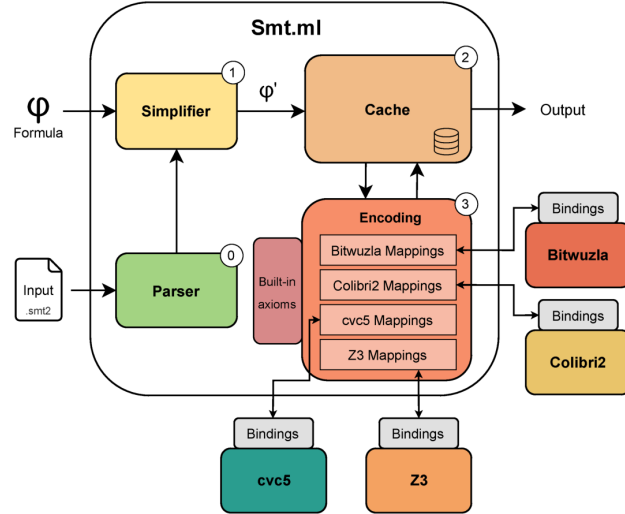 Smt.ml
1
2
φ
Formula
Simplifier
φ'
Cache
Output
3
Encoding
Bitwuzla Mappings
Colibri2 Mappings
cvc5 Mappings
Z3 Mappings
Built-in
axioms
0
Input
.smt2
Parser
Bindings
Bitwuzla
Bindings
Colibri2
Bindings
cvc5
Bindings
Z3